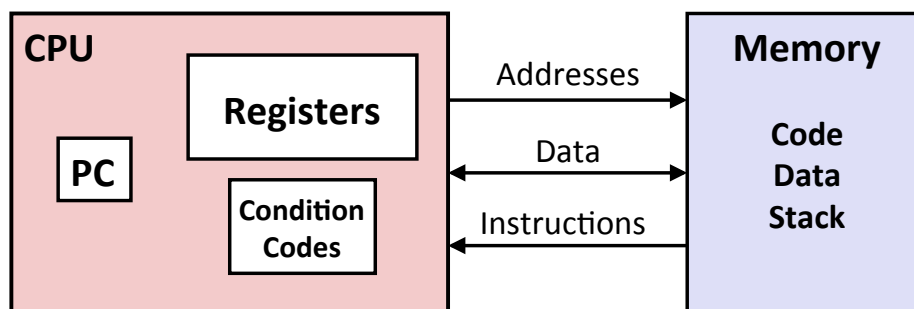 CPU
Registers
PC
Condition
Codes
Addresses
Data
Instructions
Memory
Code
Data
Stack